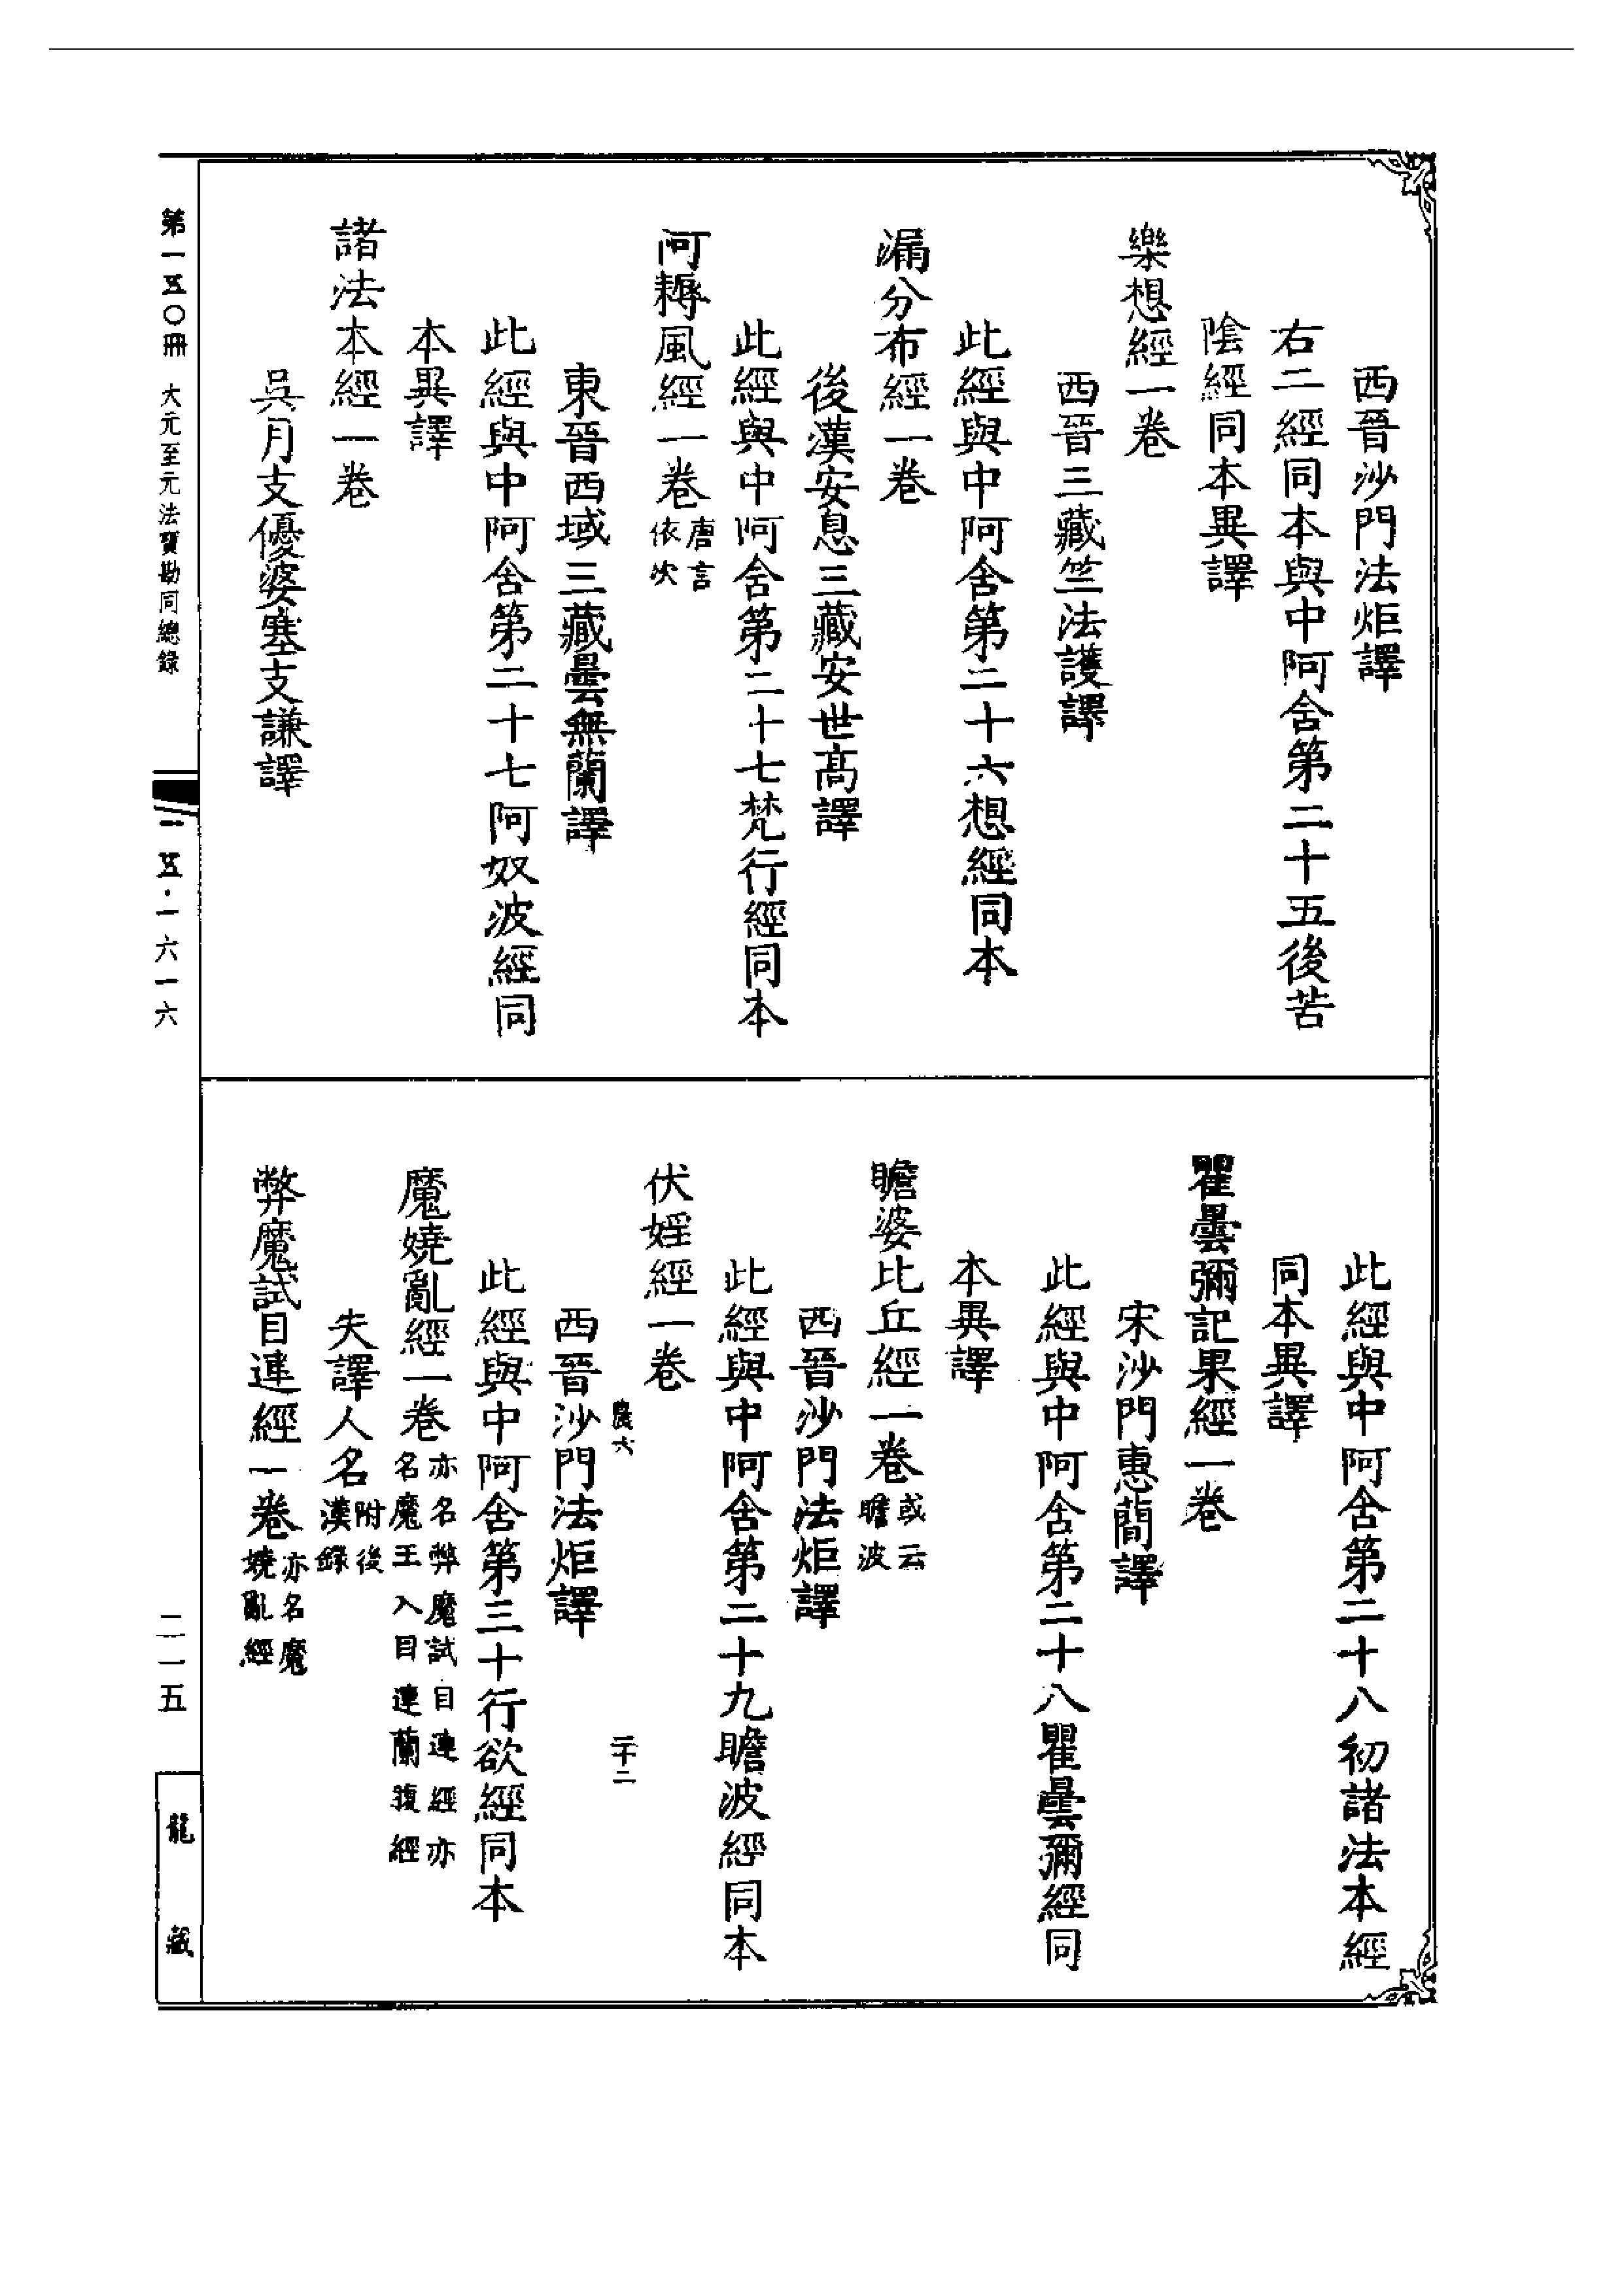 西晉沙門法炬譯
右二經同本與中阿含第二十五後苦
陰經同本異譯
樂想經一卷
西晉三藏竺法護譯
此經與中阿含第二十六想經同本
漏分布經一卷
後漢安息三藏安世高譯
此經與中阿含第二十七梵行經同本
阿耨風經一卷唐言依次
東晉西域三藏曇無蘭譯
此經與中阿含第二十七阿奴波經同
本異譯
諸法本經一卷
吳月支優婆塞支謙譯
此經與中阿含第二十八初諸法本經
同本異譯
瞿曇彌記果經一卷
宋沙門惠蕳譯
此經與中阿含第二十八瞿曇彌經同
本異譯
瞻婆比丘經一卷或云瞻波
西晉沙門法炬譯
此經與中阿含第二十九瞻波經同本
伏婬經一卷
六
二十二
西晉沙門法炬譯
此經與中阿含第三十行欲經同本
魔嬈亂經一卷亦名弊魔試目連經亦名魔王入目連蘭經
失譯人名附後漢錄
弊魔試目連經一卷亦名魔嬈亂經
第一五〇冊 大元至元法寶勘同總錄
一五·一六一六
二一五
龍藏